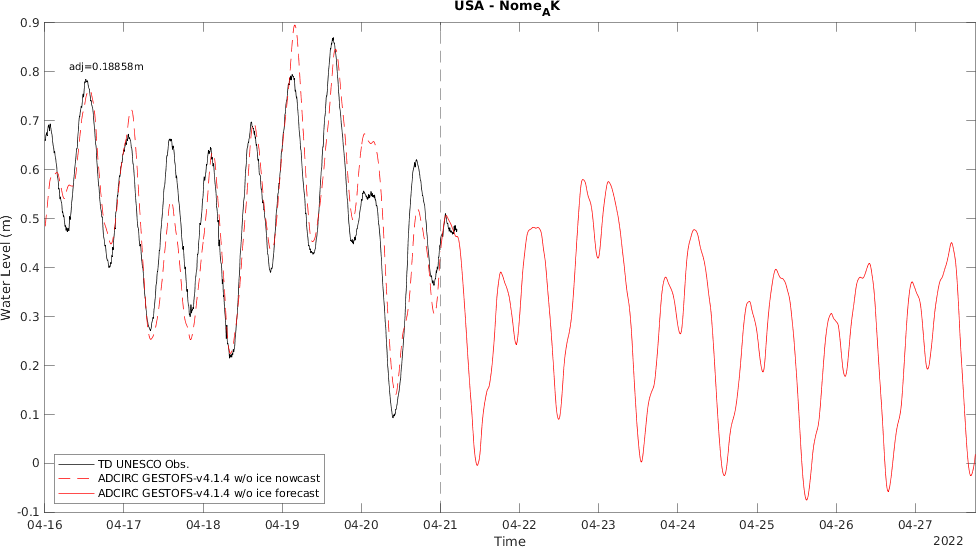 USA - Nome_AK
0.9
0.8
0.7
0.6
0.5
0.4
0.3
0.2
0.1
0
-0.1
Water Level (m)
adj=0.18858m
TD UNESCO Obs.
ADCIRC GESTOFS-v4.1.4 w/o ice nowcast
ADCIRC GESTOFS-v4.1.4 w/o ice forecast
04-16 04-17 04-18 04-19 04-20 04-21 04-22 04-23 04-24 04-25 04-26 04-27
Time
2022